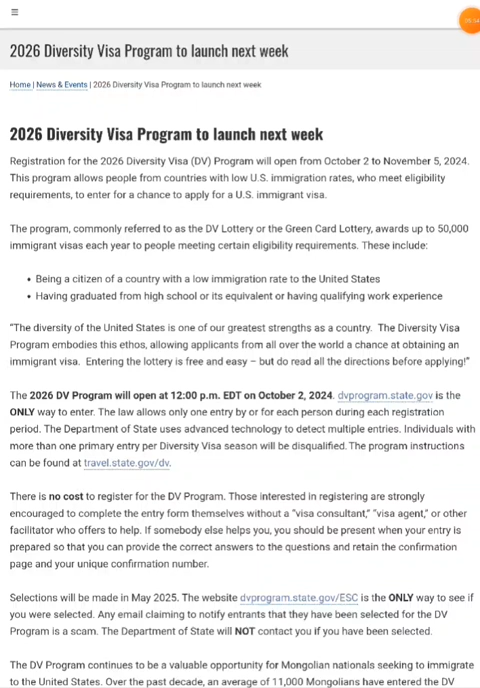 2026 Diversity Visa Program to launch next week
Home | News & Events | 2026 Diversity Visa Program to launch next week
2026 Diversity Visa Program to launch next week
Registration for the 2026 Diversity Visa (DV) Program will open from October 2 to November 5, 2024.
This program allows people from countries with low U.S. immigration rates, who meet eligibility
requirements, to enter for a chance to apply for a U.S. immigrant visa.
The program, commonly referred to as the DV Lottery or the Green Card Lottery, awards up to 50,000
immigrant visas each year to people meeting certain eligibility requirements. These include:
• Being a citizen of a country with a low immigration rate to the United States
• Having graduated from high school or its equivalent or having qualifying work experience
“The diversity of the United States is one of our greatest strengths as a country. The Diversity Visa
Program embodies this ethos, allowing applicants from all over the world a chance at obtaining an
immigrant visa. Entering the lottery is free and easy – but do read all the directions before applying!”
The 2026 DV Program will open at 12:00 p.m. EDT on October 2, 2024. dvprogram.state.gov is the
ONLY way to enter. The law allows only one entry by or for each person during each registration
period. The Department of State uses advanced technology to detect multiple entries. Individuals with
more than one primary entry per Diversity Visa season will be disqualified. The program instructions
can be found at travel.state.gov/dv.
There is no cost to register for the DV Program. Those interested in registering are strongly
encouraged to complete the entry form themselves without a “visa consultant,” “visa agent,” or other
facilitator who offers to help. If somebody else helps you, you should be present when your entry is
prepared so that you can provide the correct answers to the questions and retain the confirmation
page and your unique confirmation number.
Selections will be made in May 2025. The website dvprogram.state.gov/ESC is the ONLY way to see if
you were selected. Any email claiming to notify entrants that they have been selected for the DV
Program is a scam. The Department of State will NOT contact you if you have been selected.
The DV Program continues to be a valuable opportunity for Mongolian nationals seeking to immigrate
to the United States. Over the past decade, an average of 11,000 Mongolians have entered the DV